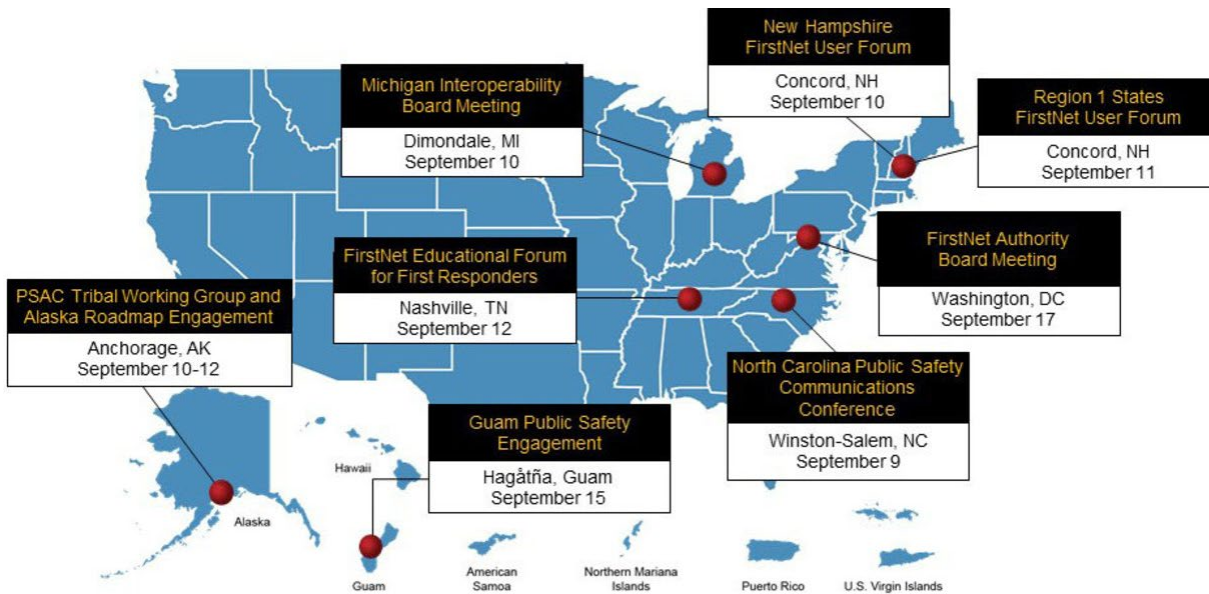 New Hampshire
FirstNet User Forum
Concord, NH
September 10
Michigan Interoperability
Board Meeting
Dimondale, MI
September 10
Region 1 States
FirstNet User Forum
Concord, NH
September 11
FirstNet Authority
Board Meeting
Washington, DC
September 17
FirstNet Educational Forum
for First Responders
Nashville, TN
September 12
PSAC Tribal Working Group and
Alaska Roadmap Engagement
Anchorage, AK
September 10-12
North Carolina Public Safety
Communications
Conference
Winston-Salem, NC
September 9
Guam Public Safety
Engagement
Hagåtña, Guam
September 15
Hawaii
Alaska
Guam
American
Samoa
Northern Mariana
Islands
Puerto Rico
U.S. Virgin Islands